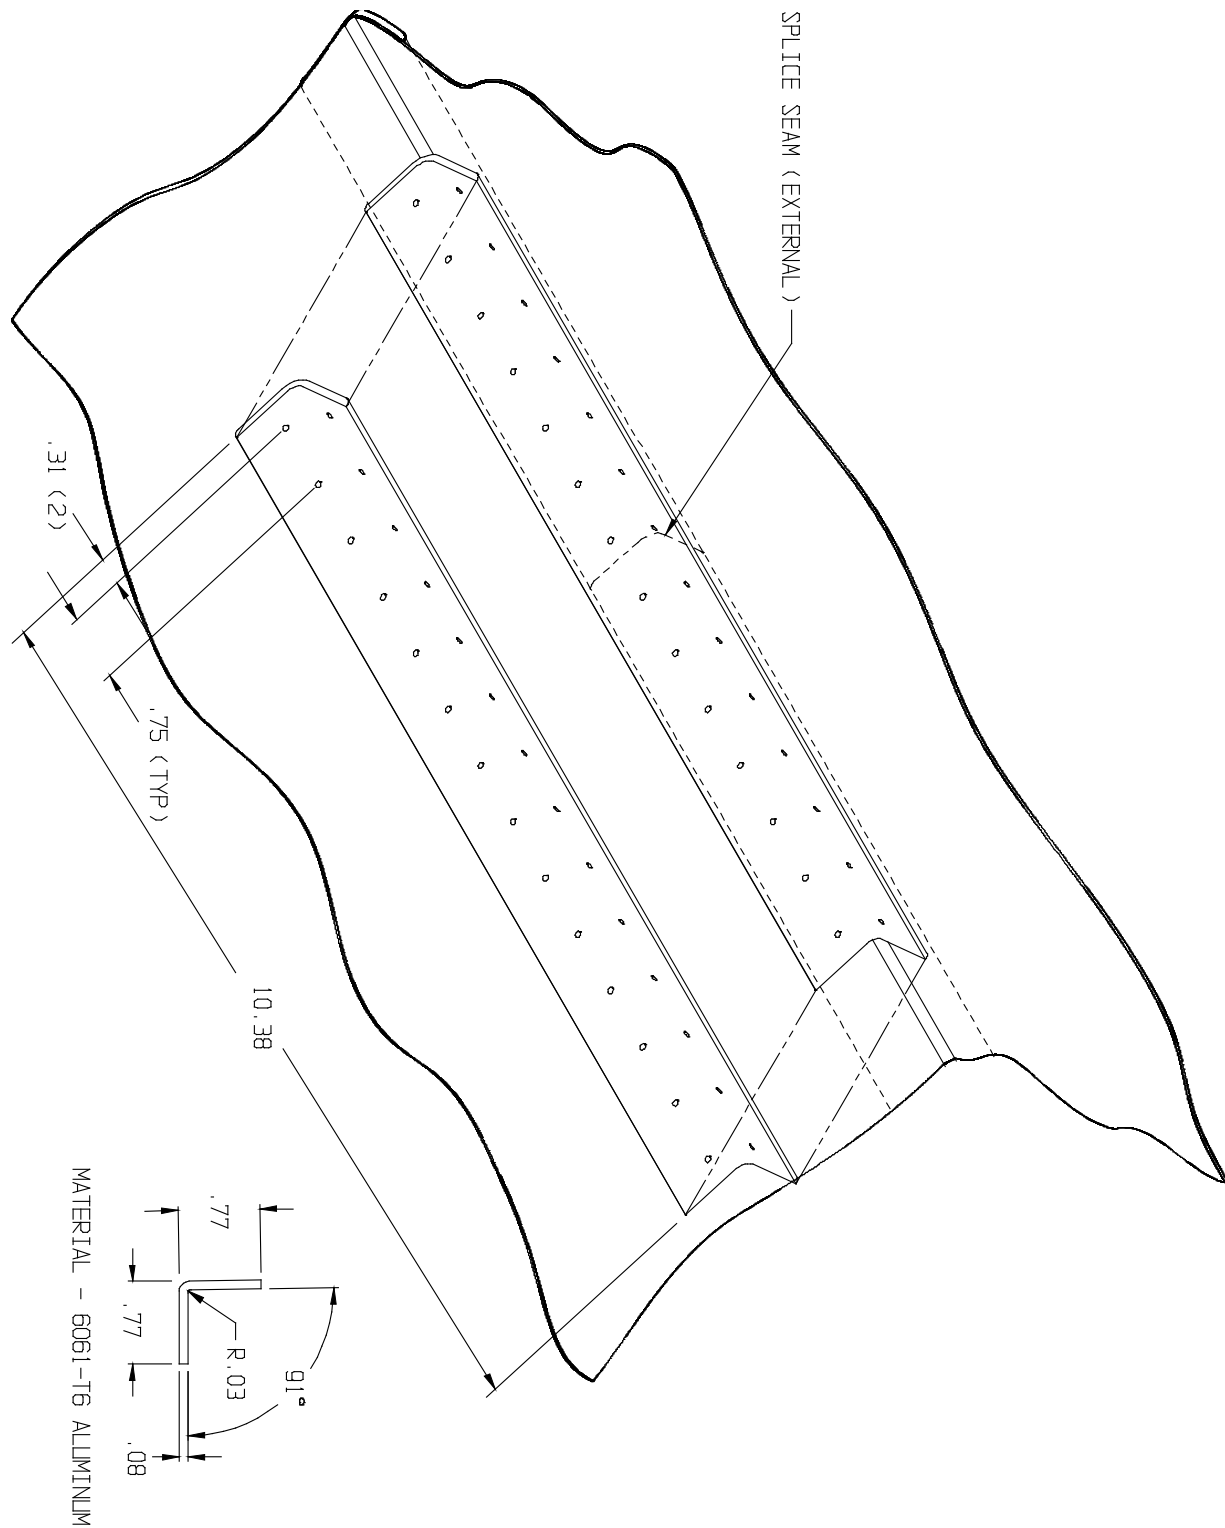 SPLICE SEAM (EXTERNAL)
.31 (2)
.75 (TYP)
10.38
.77
.77
R.03
91°
.08
MATERIAL - 6061-T6 ALUMINUM